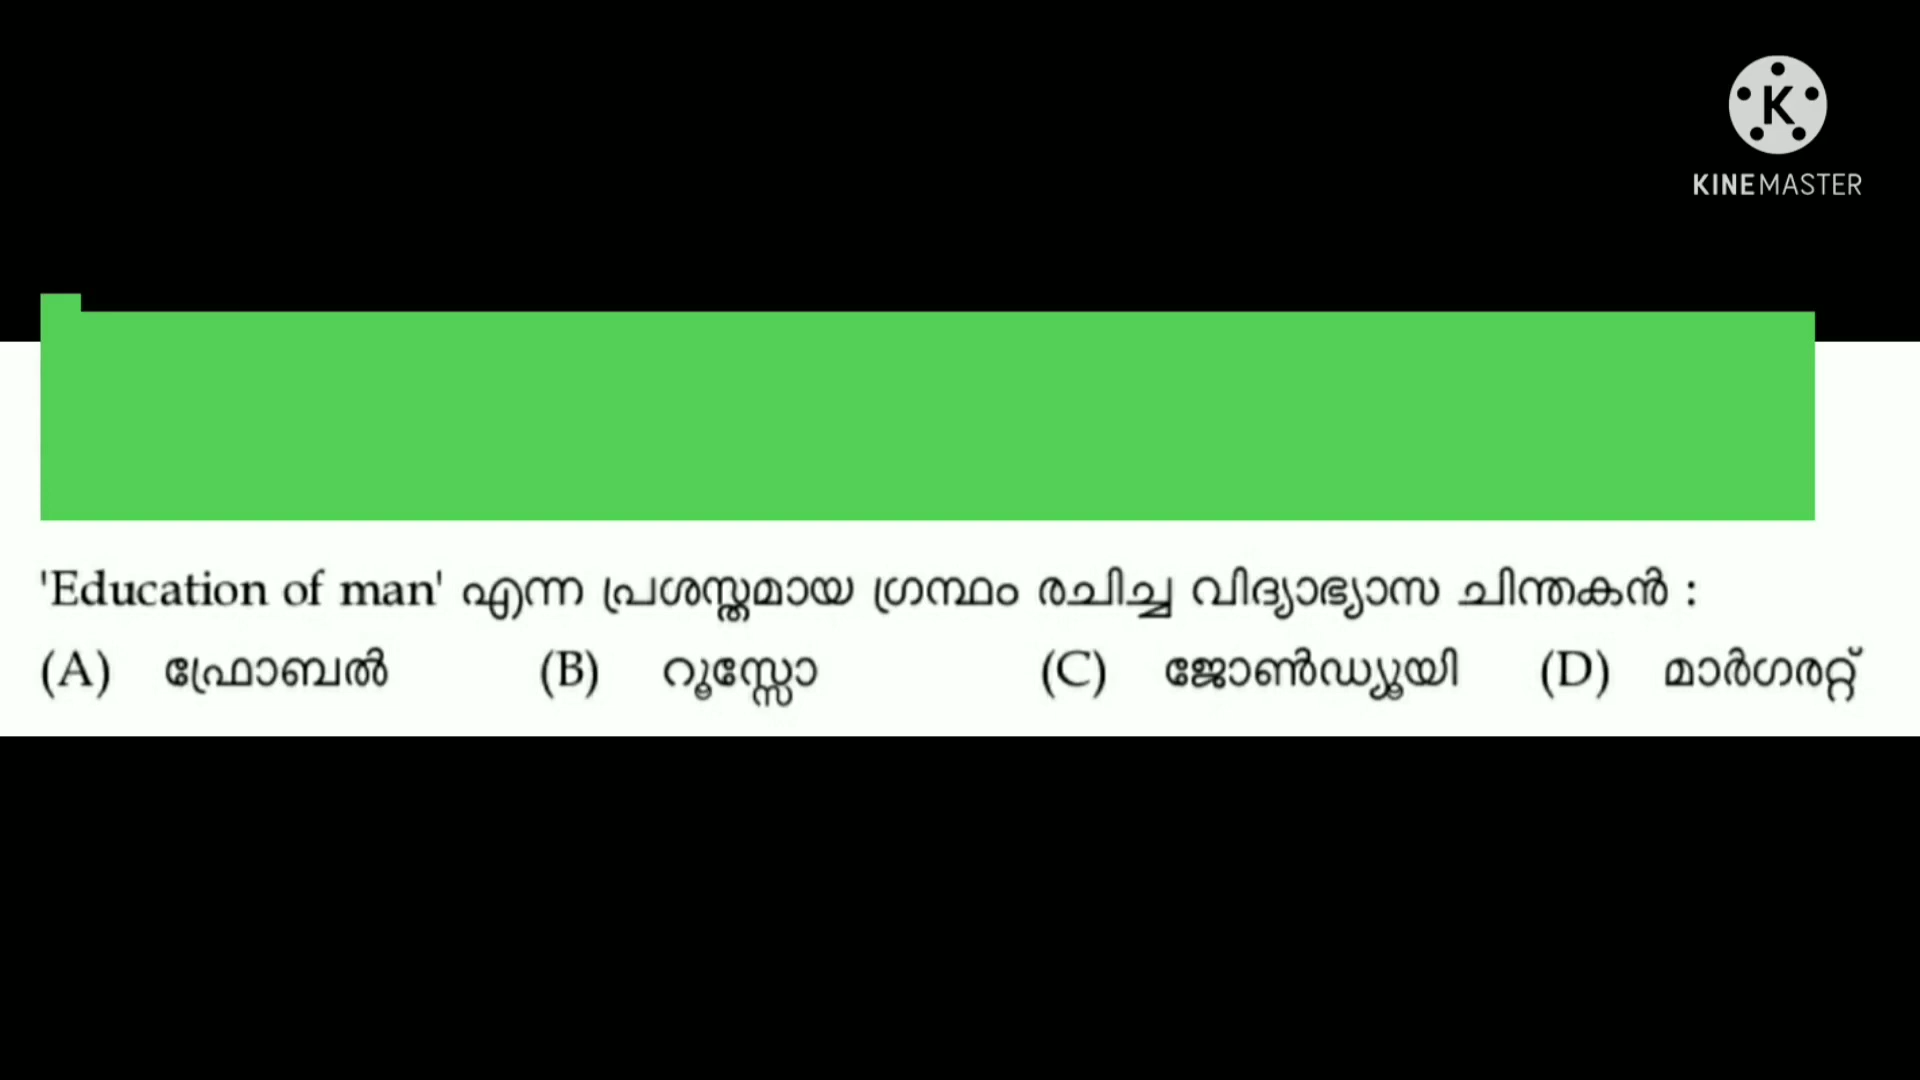 KINEMASTER
'Education of man' എന്ന പ്രശസ്തമായ ഗ്രന്ഥം രചിച്ച വിദ്യാഭ്യാസ ചിന്തകൻ :
(A) ഫ്രോബൽ (B) റൂസ്സോ (C) ജോൺഡ്യൂയി (D) മാർഗരറ്റ്